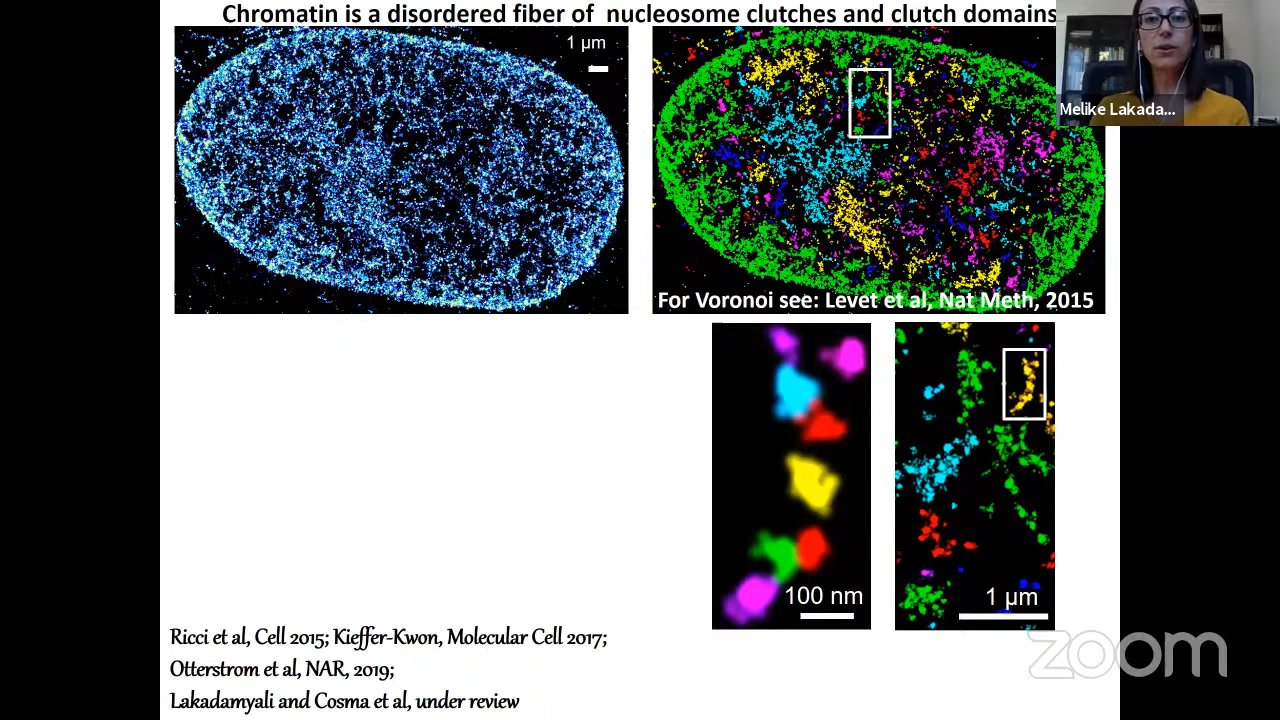 Chromatin is a disordered fiber of nucleosome clutches and clutch domains
1 µm
Melike Lakada...
For Voronoi see: Levet et al, Nat Meth, 2015
100 nm
1 µm
Ricci et al, Cell 2015; Kieffer-Kwon, Molecular Cell 2017;
Otterstrom et al, NAR, 2019;
Lakadamyali and Cosma et al, under review
zoom